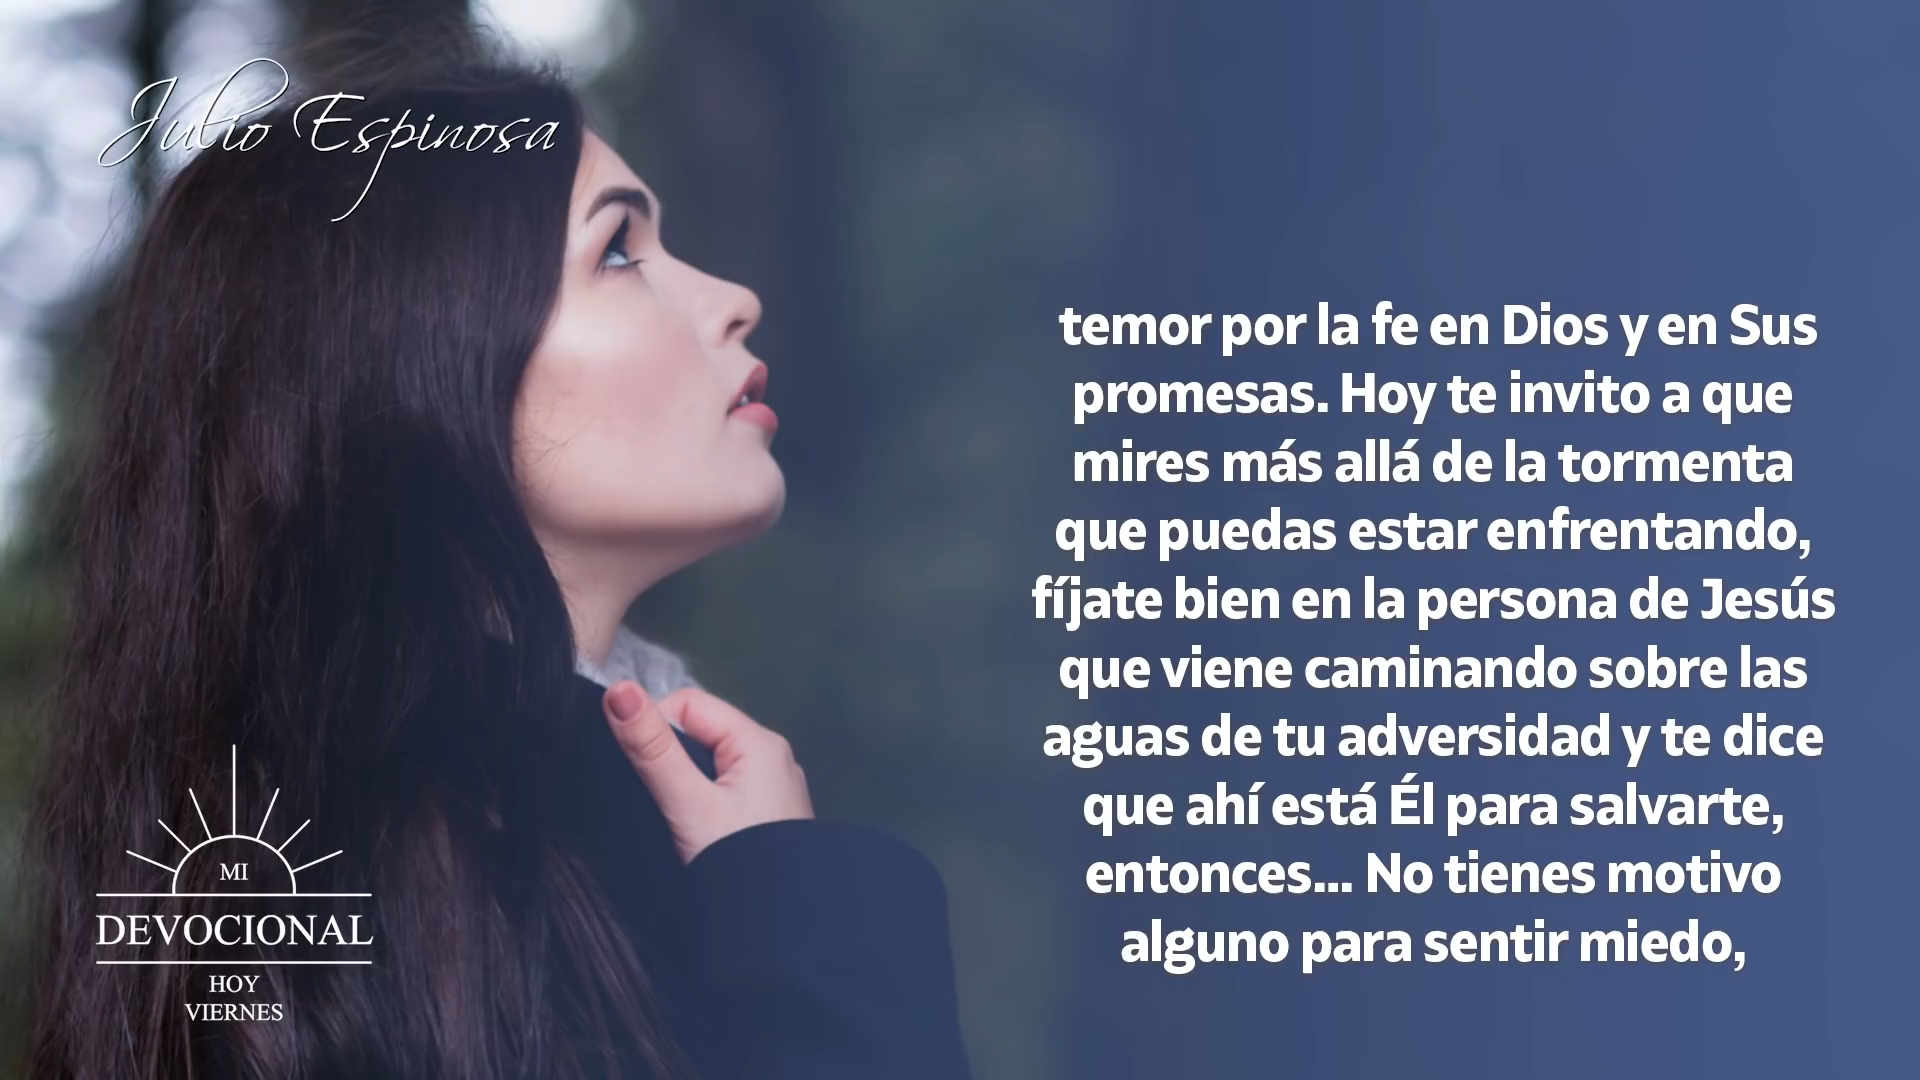 Julio Espinosa
temor por la fe en Dios y en Sus
promesas. Hoy te invito a que
mires más allá de la tormenta
que puedas estar enfrentando,
fíjate bien en la persona de Jesús
que viene caminando sobre las
aguas de tu adversidad y te dice
que ahí está Él para salvarte,
entonces... No tienes motivo
alguno para sentir miedo,
MI
DEVOCIONAL
HOY
VIERNES